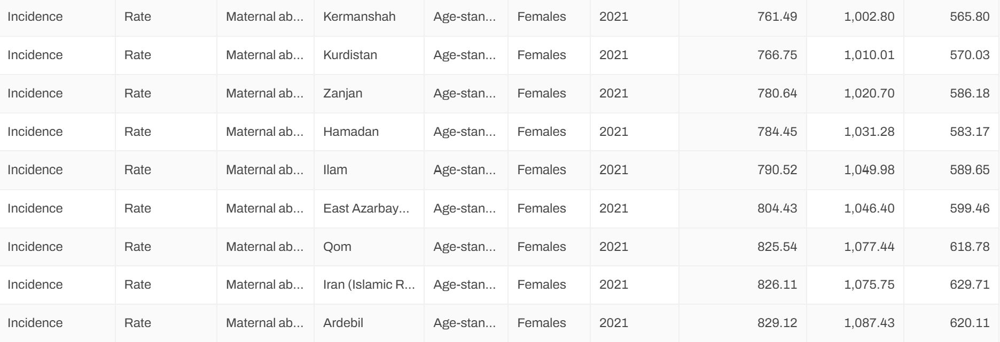 Incidence Rate Maternal ab... Kermanshah Age-stan... Females 2021 761.49 1,002.80 565.80
Incidence Rate Maternal ab... Kurdistan Age-stan... Females 2021 766.75 1,010.01 570.03
Incidence Rate Maternal ab... Zanjan Age-stan... Females 2021 780.64 1,020.70 586.18
Incidence Rate Maternal ab... Hamadan Age-stan... Females 2021 784.45 1,031.28 583.17
Incidence Rate Maternal ab... Ilam Age-stan... Females 2021 790.52 1,049.98 589.65
Incidence Rate Maternal ab... East Azarbay... Age-stan... Females 2021 804.43 1,046.40 599.46
Incidence Rate Maternal ab... Qom Age-stan... Females 2021 825.54 1,077.44 618.78
Incidence Rate Maternal ab... Iran (Islamic R... Age-stan... Females 2021 826.11 1,075.75 629.71
Incidence Rate Maternal ab... Ardebil Age-stan... Females 2021 829.12 1,087.43 620.11